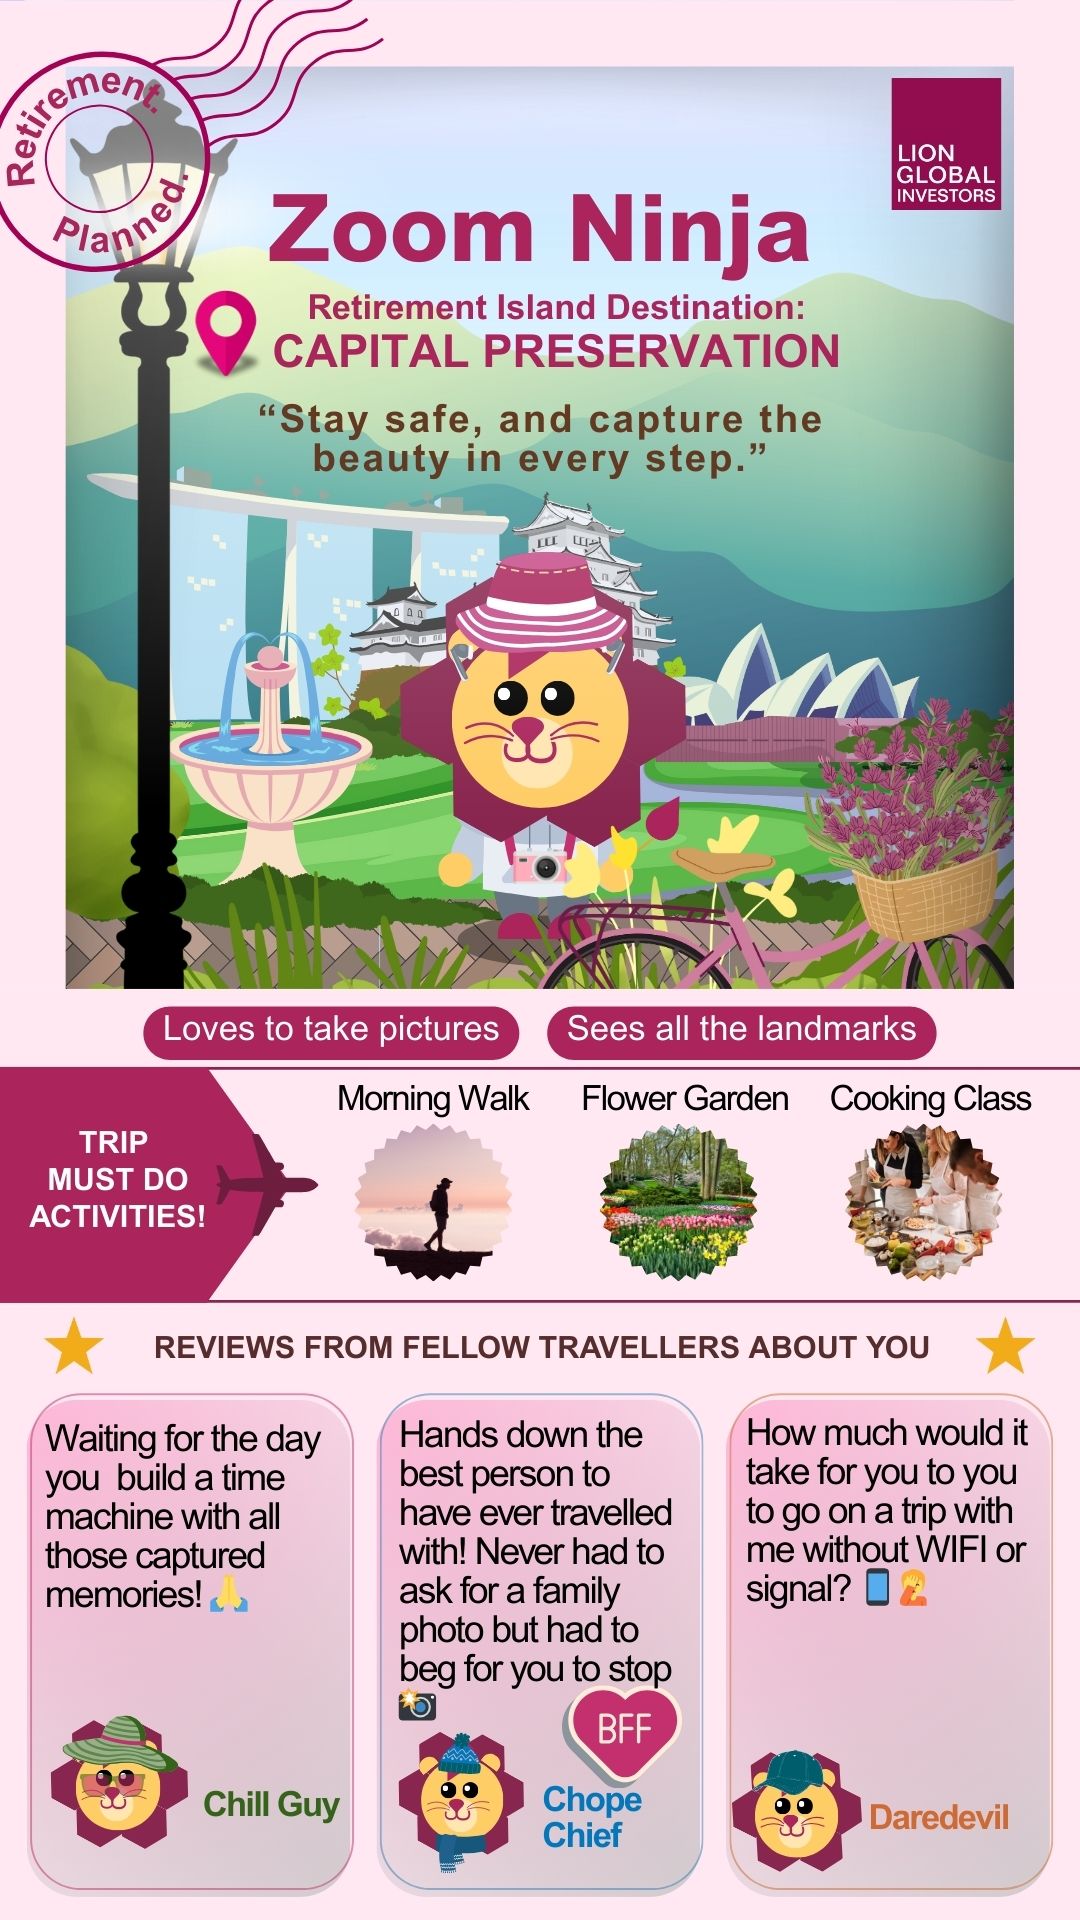 Retirement.
Planned.
LION
GLOBAL
INVESTORS
Zoom Ninja
Retirement Island Destination:
CAPITAL PRESERVATION
“Stay safe, and capture the
beauty in every step.”
Loves to take pictures
Sees all the landmarks
TRIP
MUST DO
ACTIVITIES!
Morning Walk
Flower Garden
Cooking Class
REVIEWS FROM FELLOW TRAVELLERS ABOUT YOU
Waiting for the day
you  build a time
machine with all
those captured
memories! 🙏
Chill Guy
Hands down the
best person to
have ever travelled
with! Never had to
ask for a family
photo but had to
beg for you to stop
📸
BFF
Chope
Chief
How much would it
take for you to you
to go on a trip with
me without WIFI or
signal? 📱🤦
Daredevil